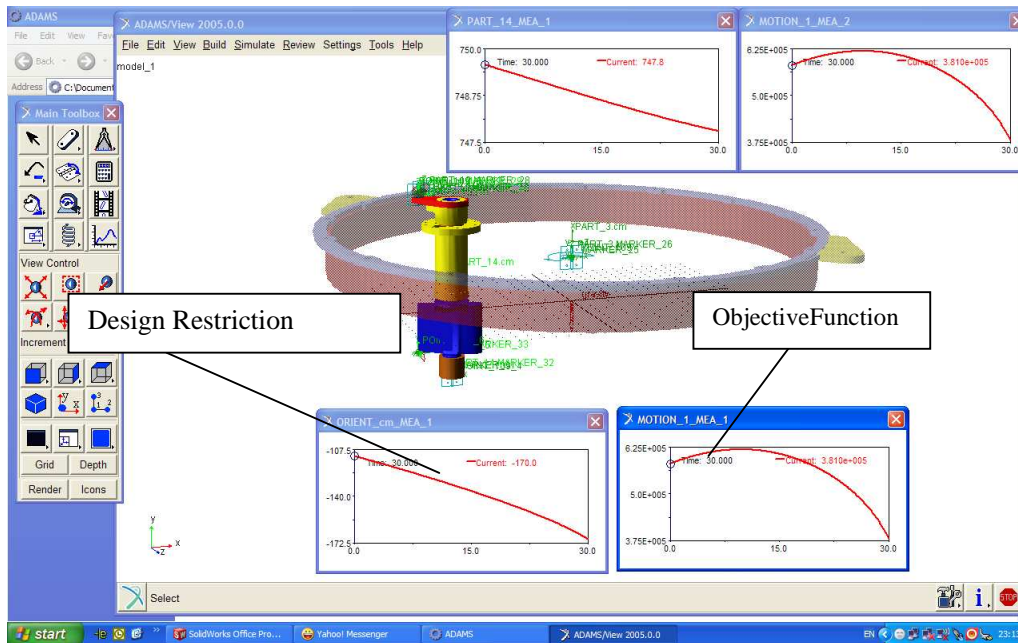 ADAMS
File Edit View Fav
Back
Address C:\Document
ADAMS/View 2005.0.0
File Edit View Build Simulate Review Settings Tools Help
model_1
Main Toolbox
View Control
Increment
Grid Depth
Render Icons
PART_14_MEA_1
750.0
748.75
747.5
Time: 30.000 Current: 747.8
0.0 15.0 30.0
MOTION_1_MEA_2
6.25E+005
5.0E+005
3.75E+005
Time: 30.000 Current: 3.810e+005
0.0 15.0 30.0
PART_3.cm
MARKER_26
RT_14.cm
MARKER_33
RKER_32
Design Restriction
ObjectiveFunction
ORIENT_cm_MEA_1
-107.5
-140.0
-172.5
Time: 30.000 Current: -170.0
0.0 15.0 30.0
MOTION_1_MEA_1
6.25E+005
5.0E+005
3.75E+005
Time: 30.000 Current: 3.810e+005
0.0 15.0 30.0
Y
X
Z
Select
i
STOP
start
SolidWorks Office Pro...
Yahoo! Messenger
ADAMS
ADAMS/View 2005.0.0
EN